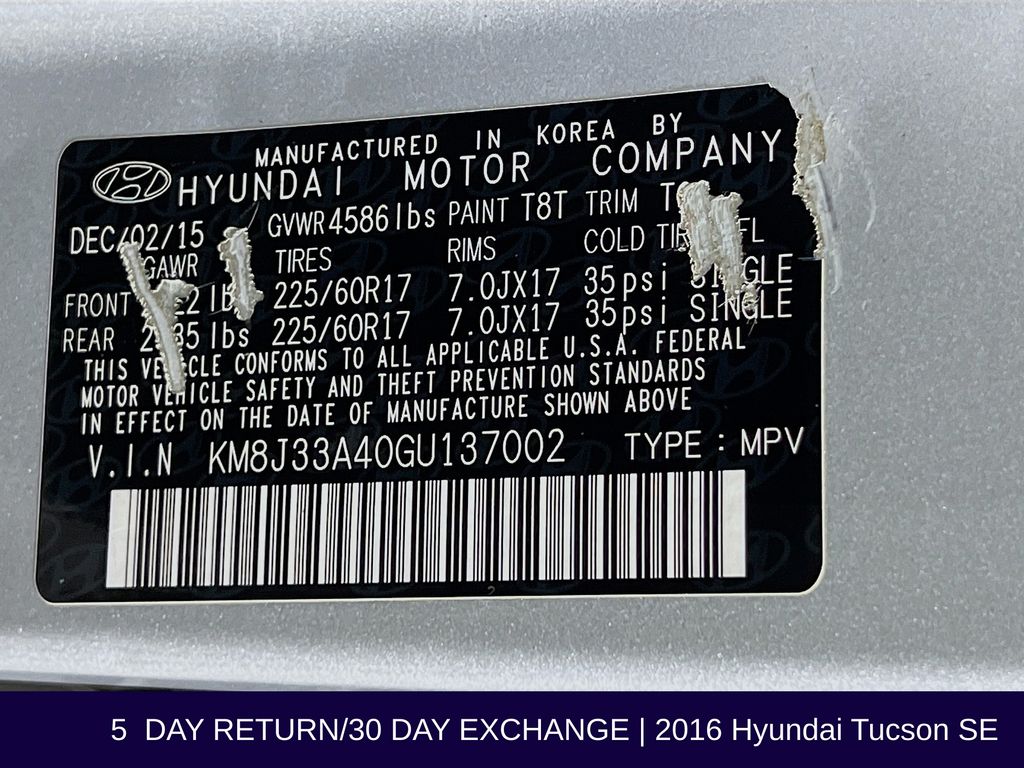 MANUFACTURED IN KOREA BY
HYUNDAI MOTOR COMPANY
DEC/02/15 GVWR 4586lbs PAINT T8T TRIM
GAWR TIRES RIMS COLD
FRONT lbs 225/60R17 7.0JX17 35psi SINGLE
REAR lbs 225/60R17 7.0JX17 35psi SINGLE
THIS VEHICLE CONFORMS TO ALL APPLICABLE U.S.A. FEDERAL
MOTOR VEHICLE SAFETY AND THEFT PREVENTION STANDARDS
IN EFFECT ON THE DATE OF MANUFACTURE SHOWN ABOVE
V.I.N KM8J33A40GU137002 TYPE : MPV
2
5 DAY RETURN/30 DAY EXCHANGE | 2016 Hyundai Tucson SE